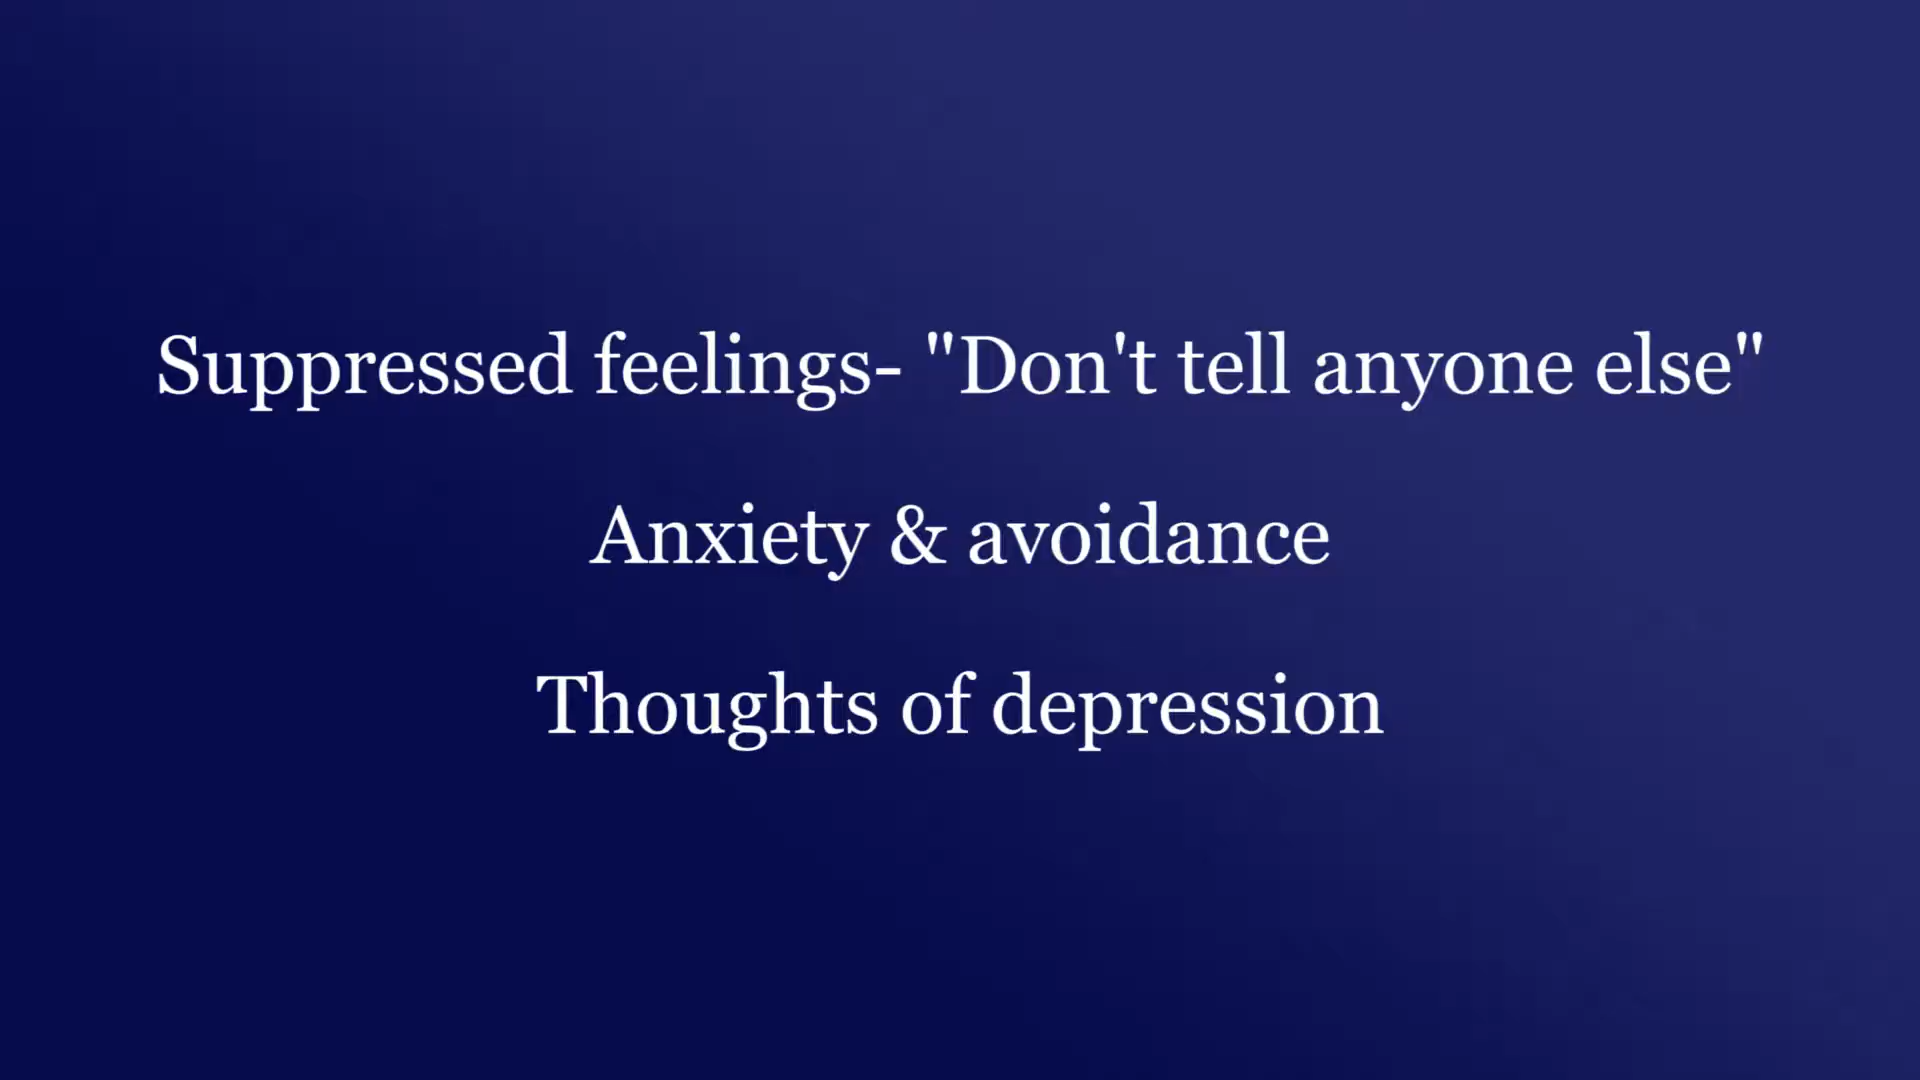 Suppressed feelings- "Don't tell anyone else"
Anxiety & avoidance
Thoughts of depression